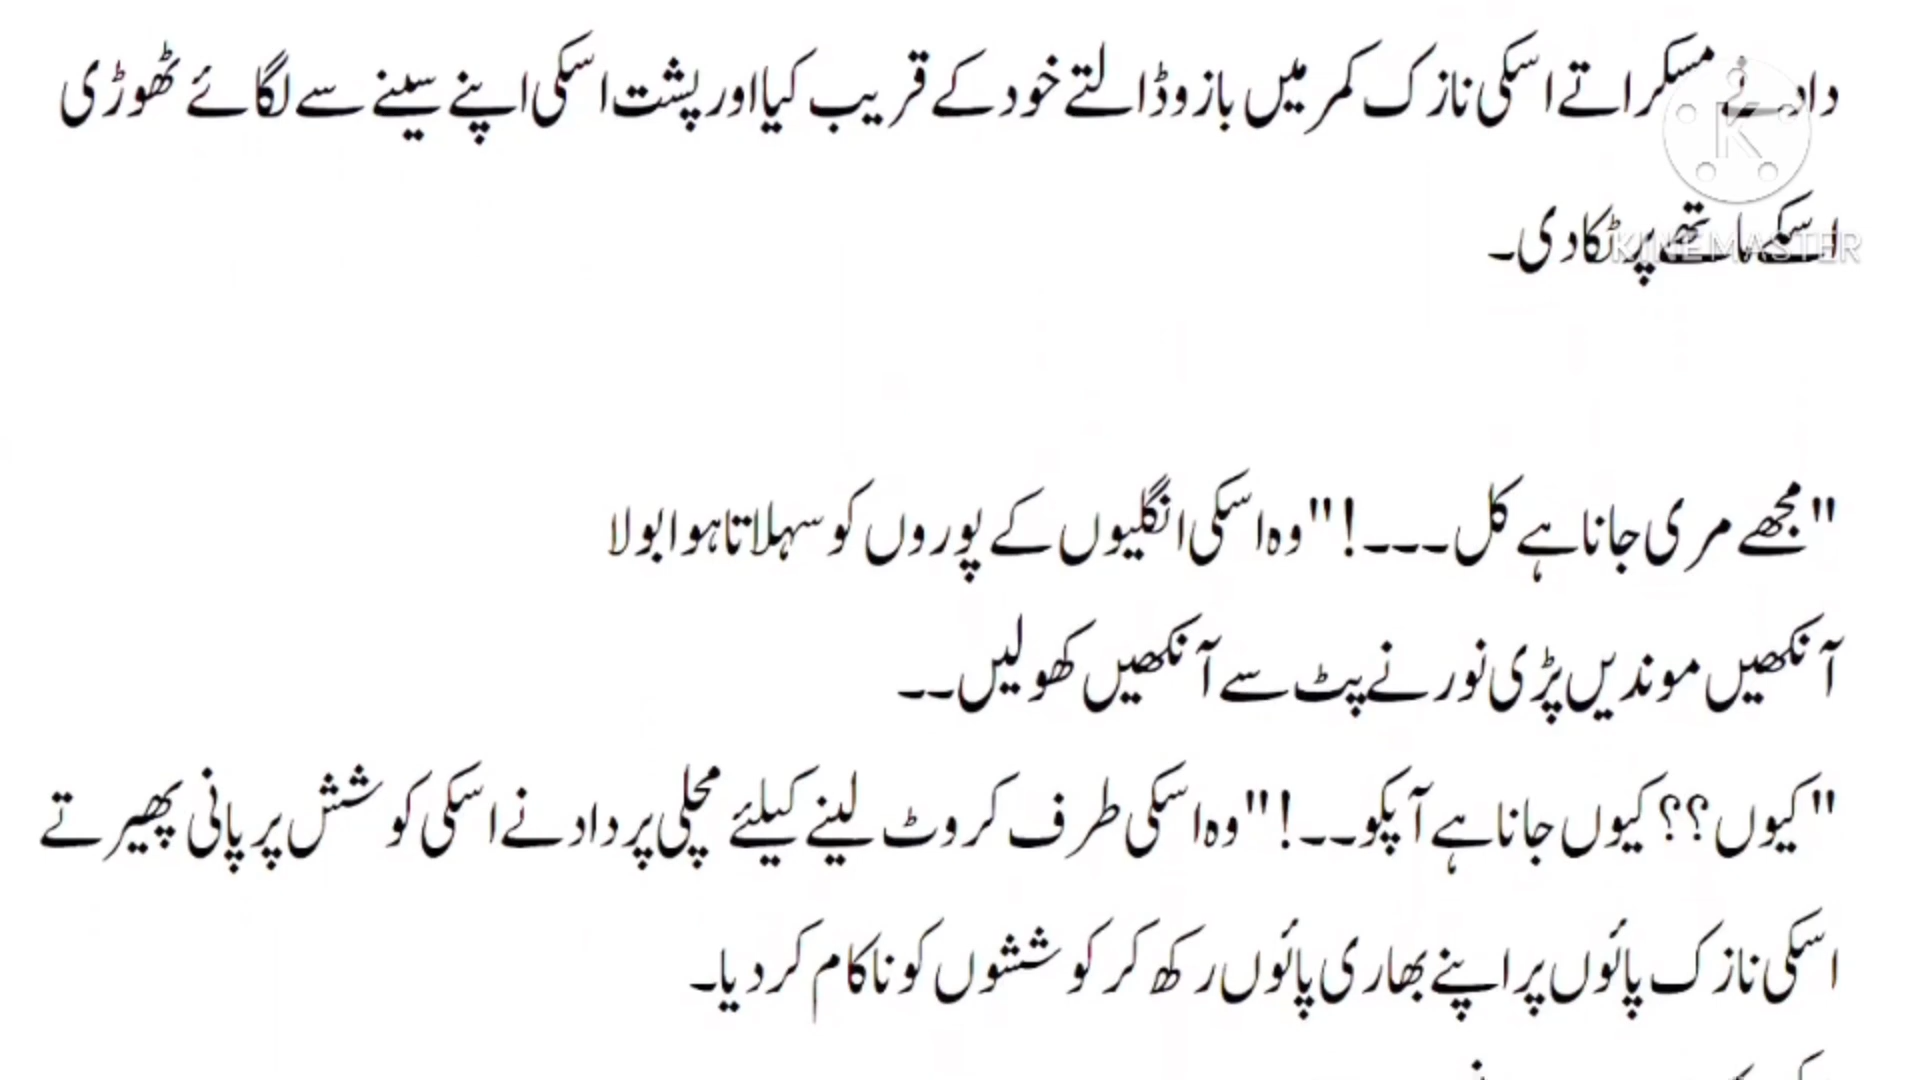 داد نے مسکراتے اسکی نازک کمر میں بازو ڈالتے خود کے قریب کیا اور پشت اسکی اپنے سینے سے لگائے ٹھوڑی
اسکے ماتھے پر ٹکا دی۔
"مجھے مری جانا ہے کل۔۔۔!" وہ اسکی انگلیوں کے پوروں کو سہلاتا ہوا بولا
آنکھیں موندیں پڑی نور نے پٹ سے آنکھیں کھولیں۔۔
"کیوں؟؟ کیوں جانا ہے آپکو۔۔!" وہ اسکی طرف کروٹ لینے کیلئے مچلی پر داد نے اسکی کوشش پر پانی پھیرتے
اسکی نازک پائوں پر اپنے بھاری پائوں رکھ کر کوششوں کو ناکام کر دیا۔
K
KINEMASTER